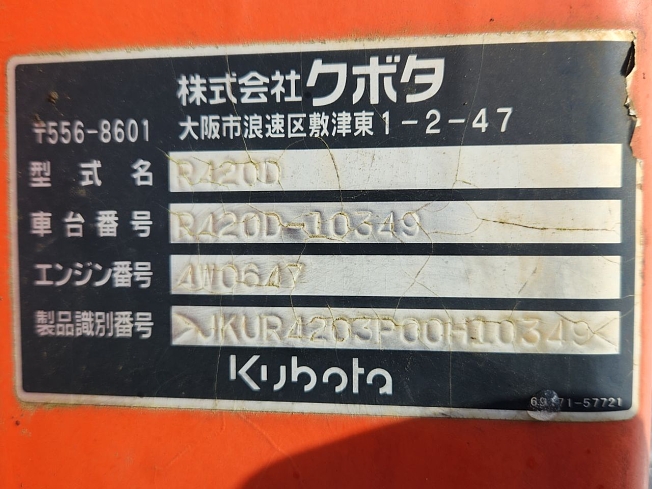 株式会社クボタ
〒556-8601 大阪市浪速区敷津東1-2-47
型式名 R420D
車台番号 R420D-10349
エンジン番号 4W0647
製品識別番号 >JKUR4203P00H10349<
Kubota